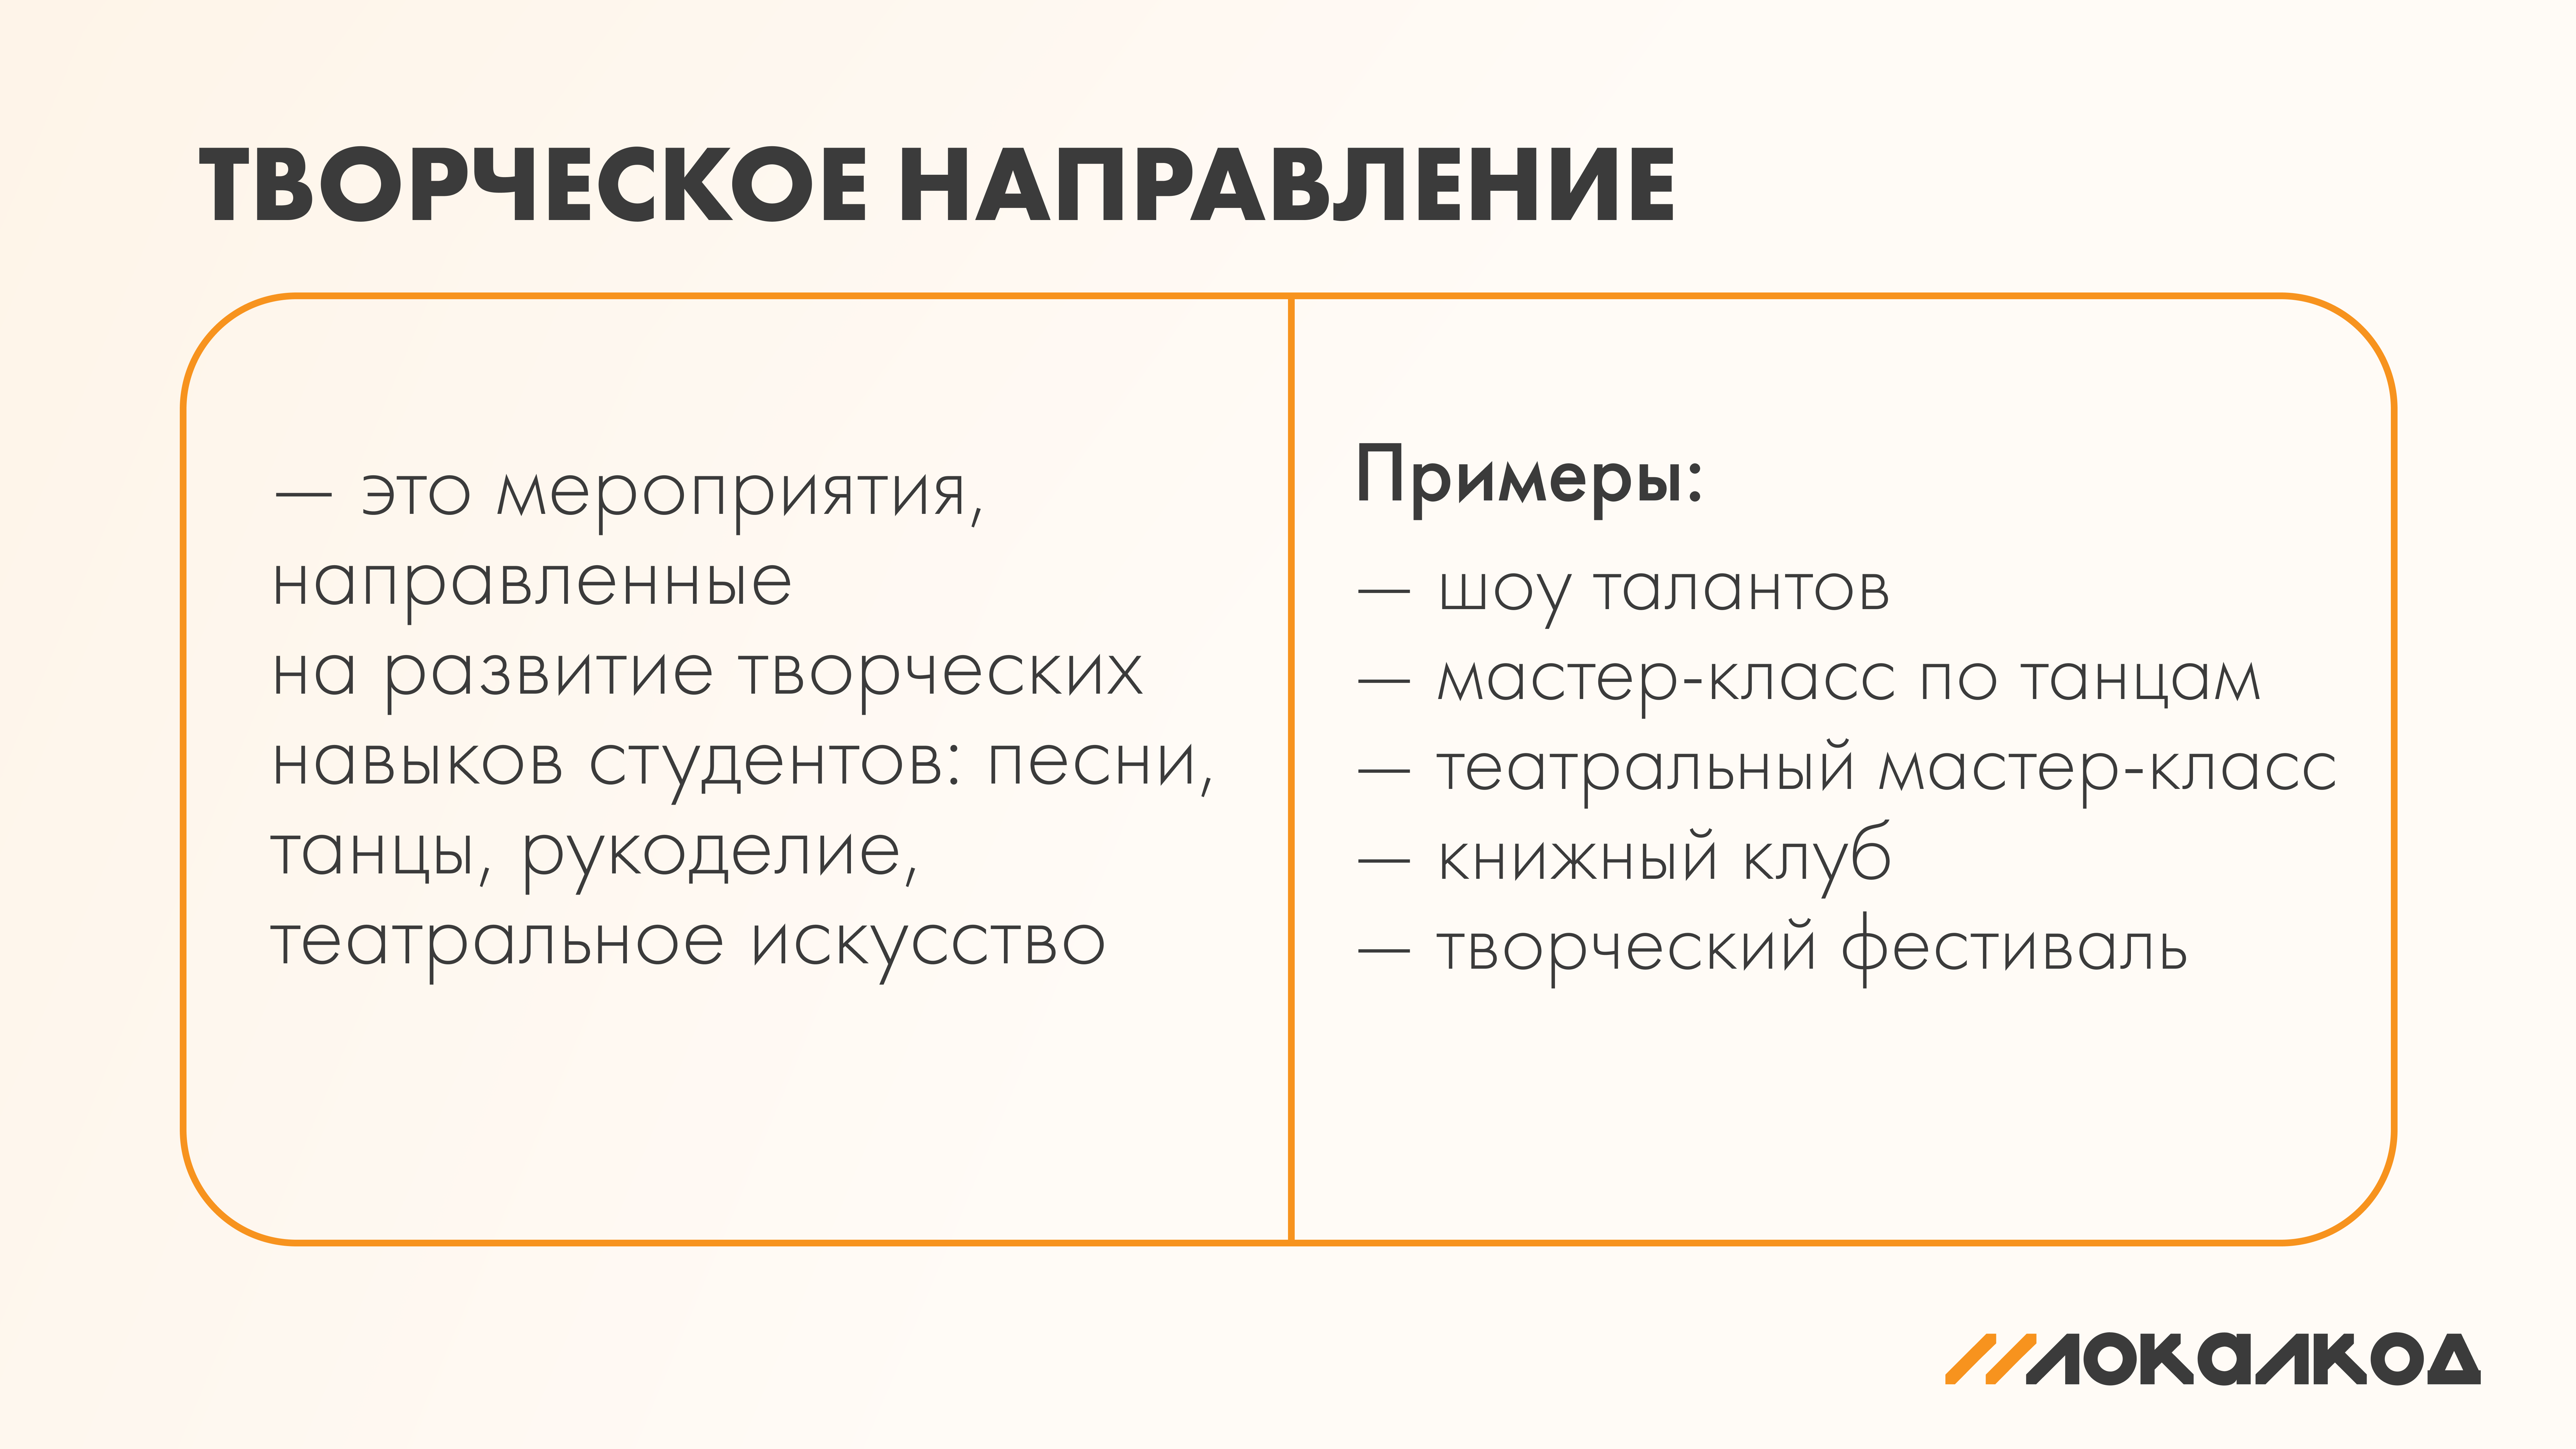 ТВОРЧЕСКОЕ НАПРАВЛЕНИЕ
— это мероприятия,
направленные
на развитие творческих
навыков студентов: песни,
танцы, рукоделие,
театральное искусство
Примеры:
— шоу талантов
— мастер-класс по танцам
— театральный мастер-класс
— книжный клуб
— творческий фестиваль
//локалкод